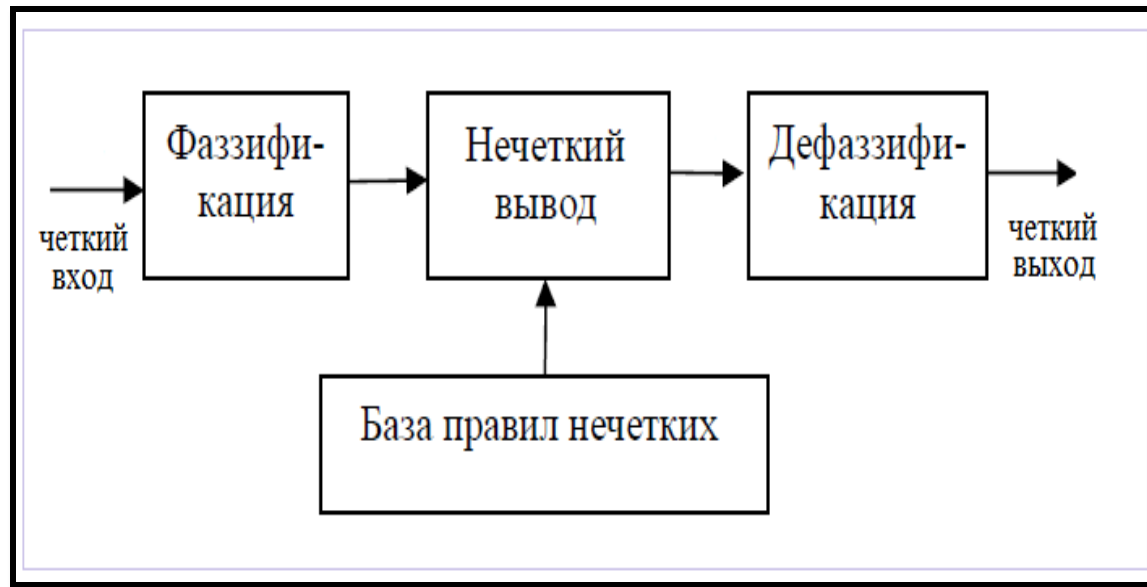 Фаззифи-
кация
Нечеткий
вывод
Дефаззифи-
кация
четкий
вход
четкий
выход
База правил нечетких